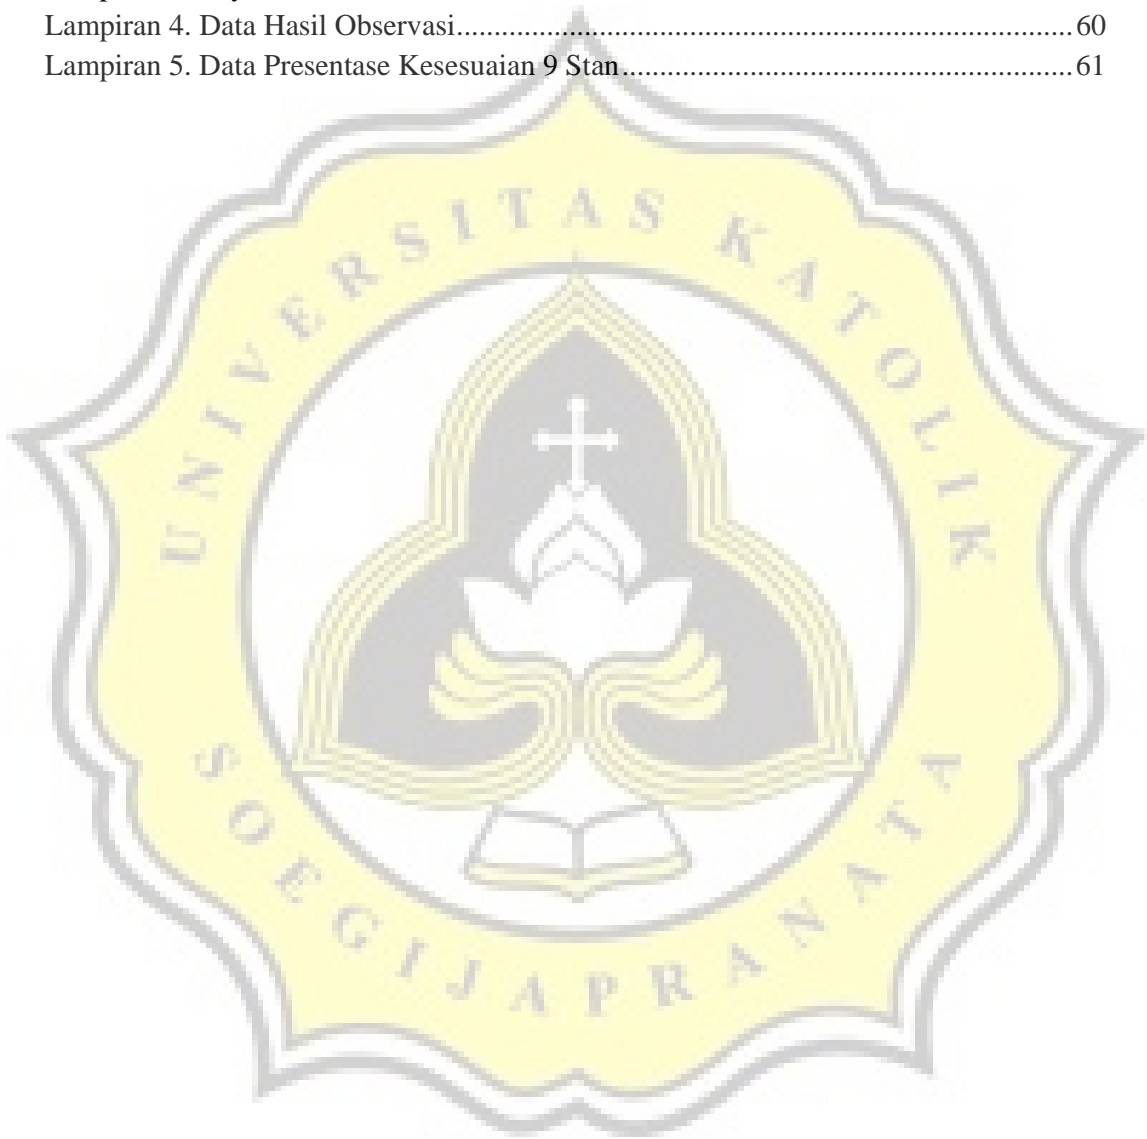 Lampiran 4. Data Hasil Observasi..................................................................................60
Lampiran 5. Data Presentase Kesesuaian 9 Stan............................................................61
UNIVERSITAS KATOLIK
SOEGIJAPRANATA